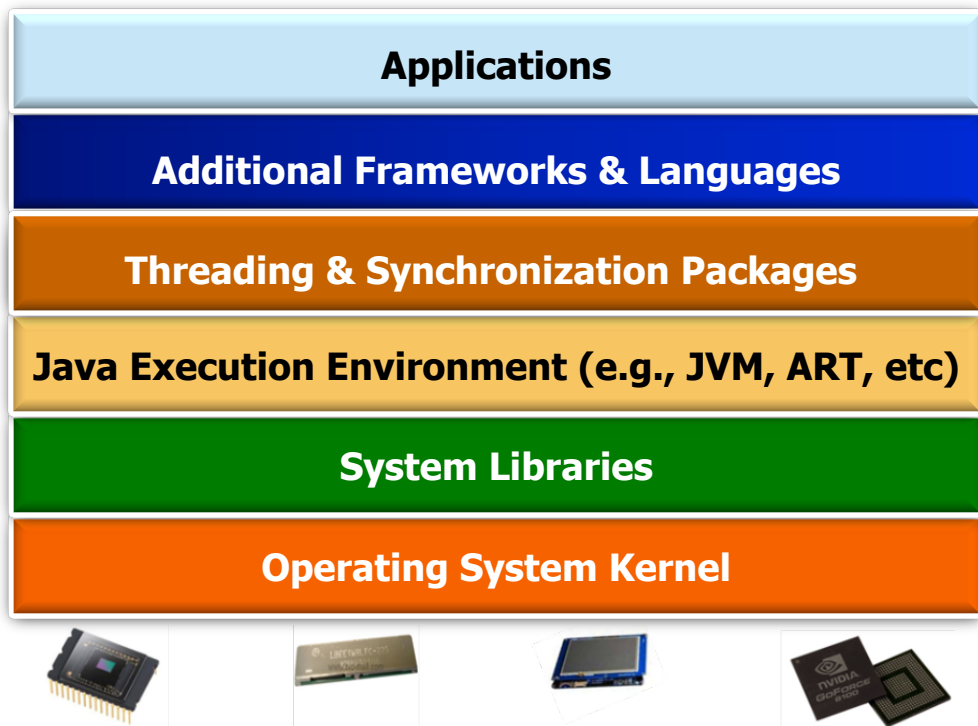 Applications
Additional Frameworks & Languages
Threading & Synchronization Packages
Java Execution Environment (e.g., JVM, ART, etc)
System Libraries
Operating System Kernel
NVIDIA
GOFORCE